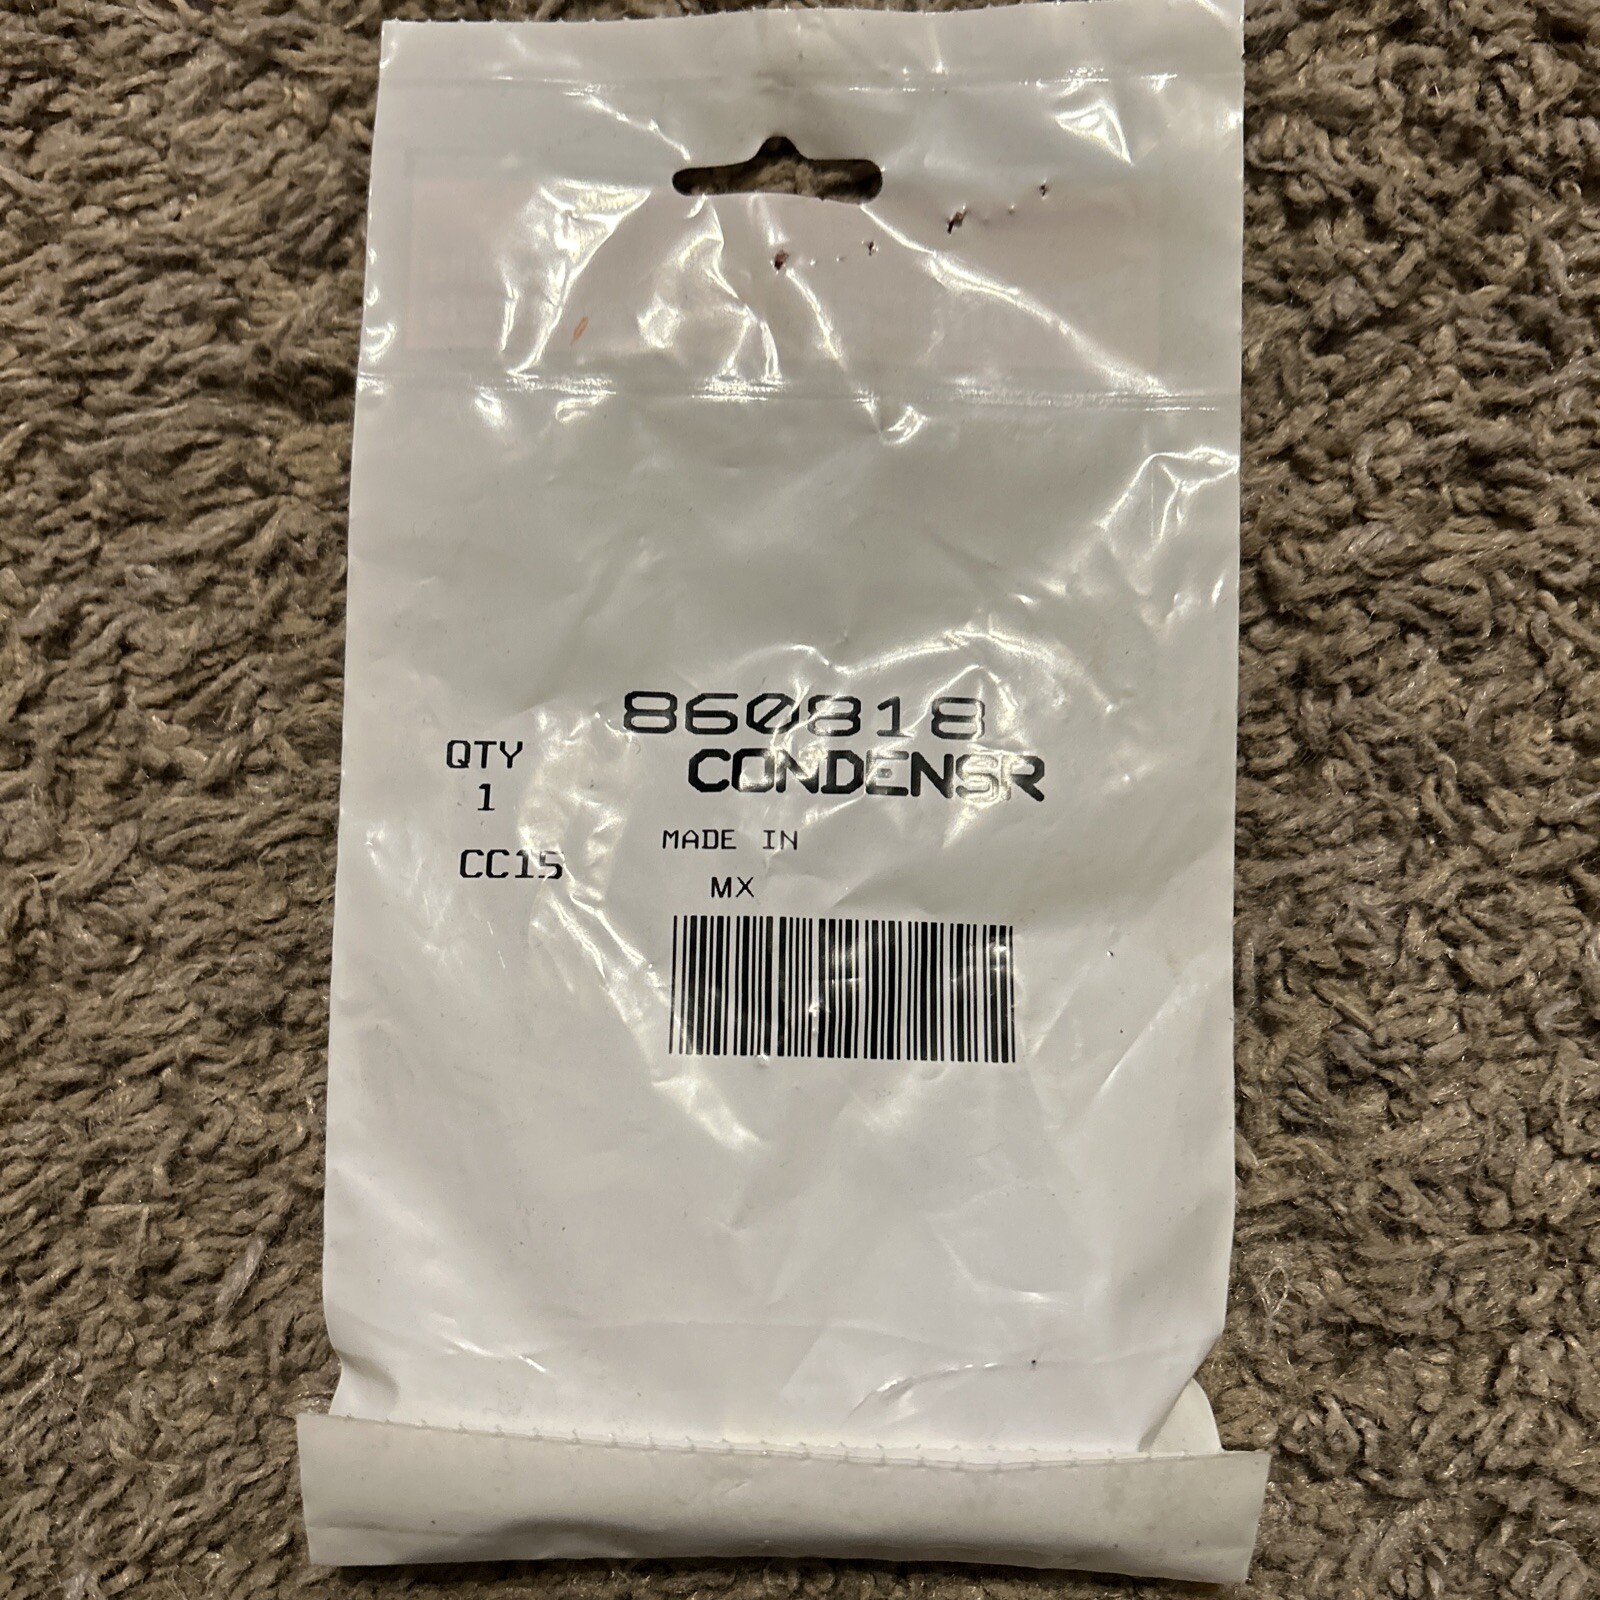 860818
CONDENSR
QTY
1
MADE IN
CC15
MX